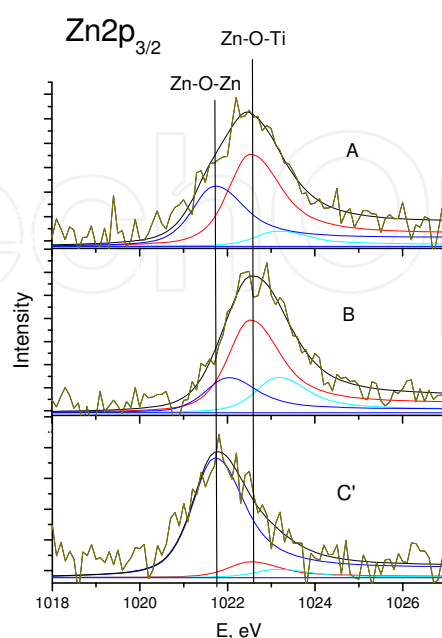 Zn2p3/2
Zn-O-Ti
Zn-O-Zn
A
B
C'
Intensity
1018 1020 1022 1024 1026
E, eV